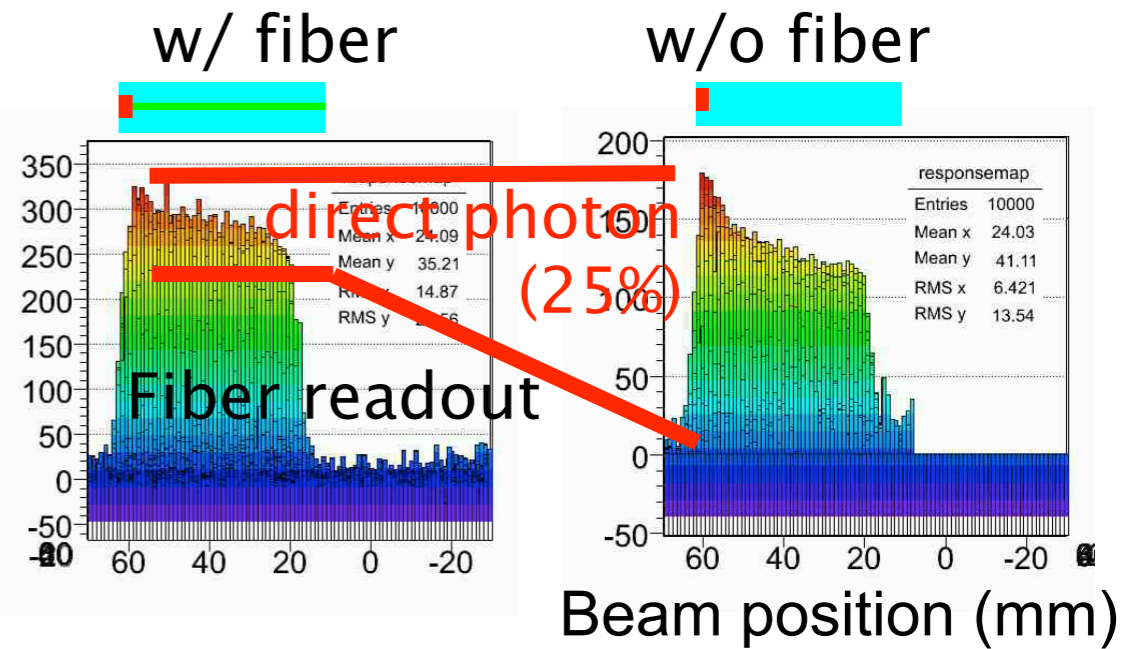 w/ fiber
w/o fiber
350
300
250
200
150
100
50
0
-50
60
40
20
0
-20
Entries
Mean x 24.09
Mean y 35.21
14.87
RMS y
direct photon
(25%)
Fiber readout
200
150
100
50
0
-50
60
40
20
0
-20
responsemap
Entries 10000
Mean x 24.03
Mean y 41.11
RMS x 6.421
RMS y 13.54
Beam position (mm)